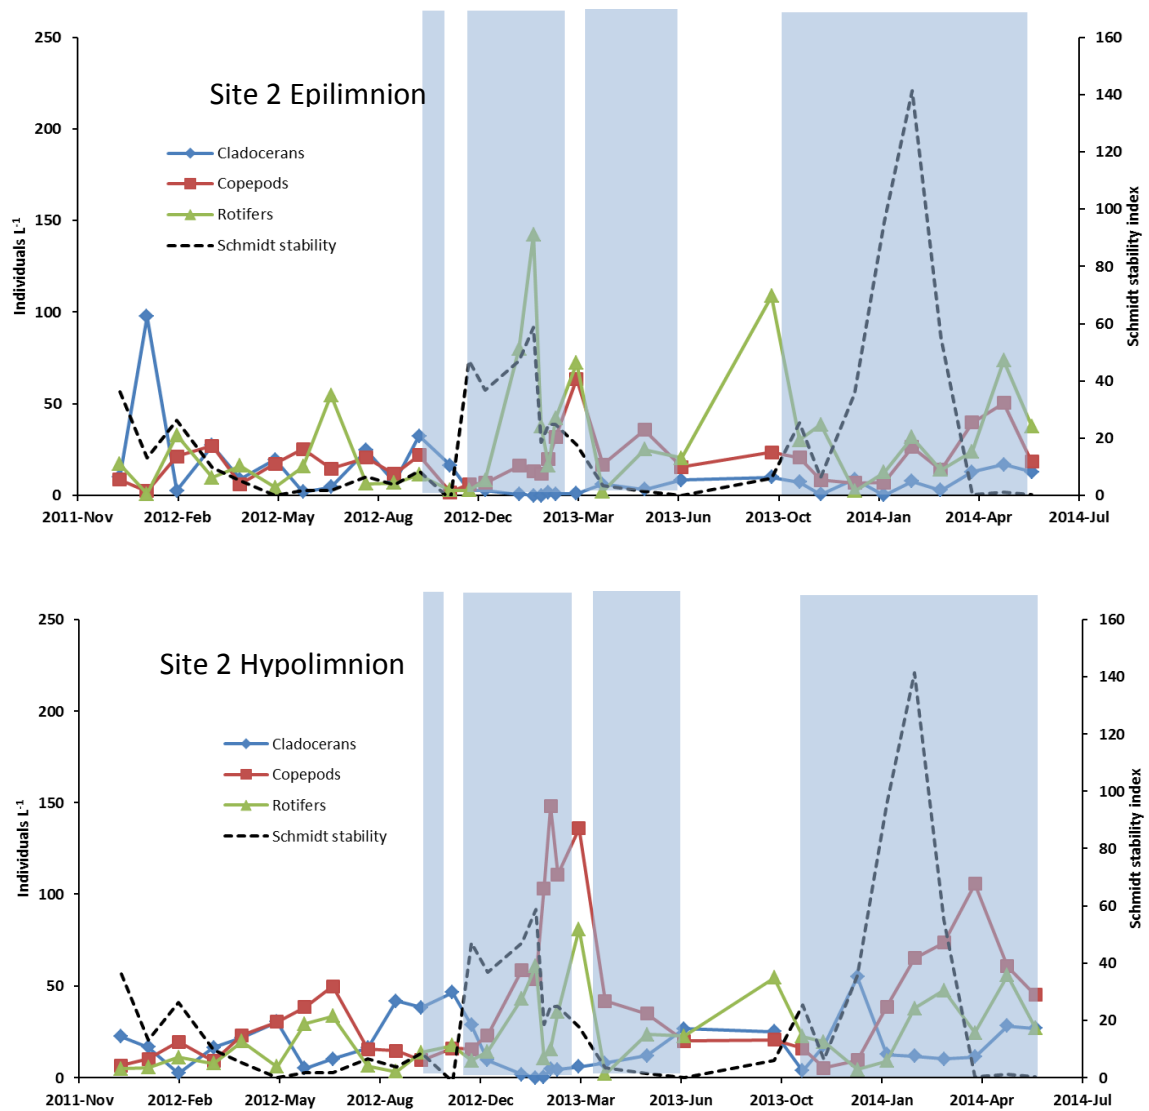 Site 2 Epilimnion
Cladocerans
Copepods
Rotifers
Schmidt stability
Individuals L-1
250
200
150
100
50
0
160
140
120
100
80
60
40
20
0
Schmidt stability index
2011-Nov 2012-Feb 2012-May 2012-Aug 2012-Dec 2013-Mar 2013-Jun 2013-Oct 2014-Jan 2014-Apr 2014-Jul
Site 2 Hypolimnion
Cladocerans
Copepods
Rotifers
Schmidt stability
Individuals L-1
250
200
150
100
50
0
160
140
120
100
80
60
40
20
0
Schmidt stability index
2011-Nov 2012-Feb 2012-May 2012-Aug 2012-Dec 2013-Mar 2013-Jun 2013-Oct 2014-Jan 2014-Apr 2014-Jul